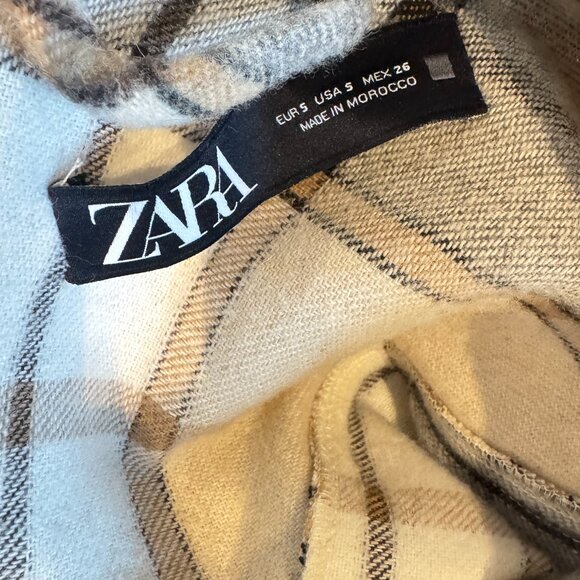 ZARA
EUR S USA S MEX 26
MADE IN MOROCCO